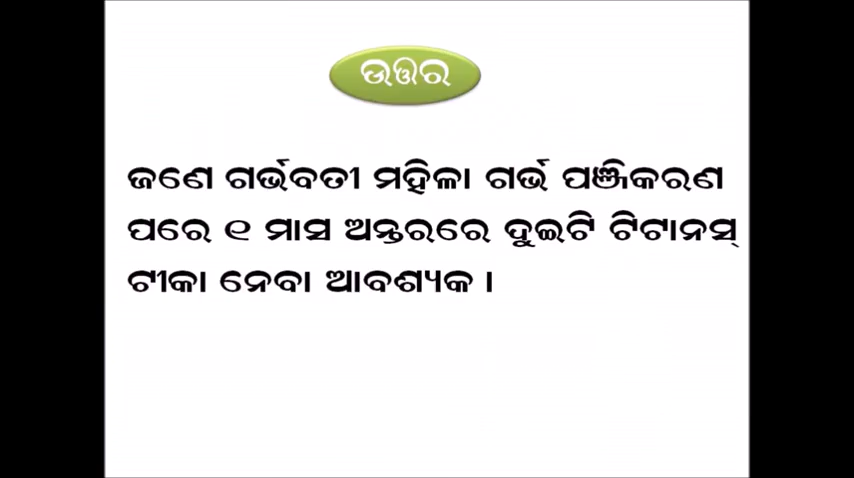 ଉତ୍ତର
ଜଣେ ଗର୍ଭବତୀ ମହିଳା ଗର୍ଭ ପଞ୍ଜିକରଣ
ପରେ ୧ ମାସ ଅନ୍ତରରେ ଦୁଇଟି ଟିଟାନସ୍
ଟୀକା ନେବା ଆବଶ୍ୟକ ।